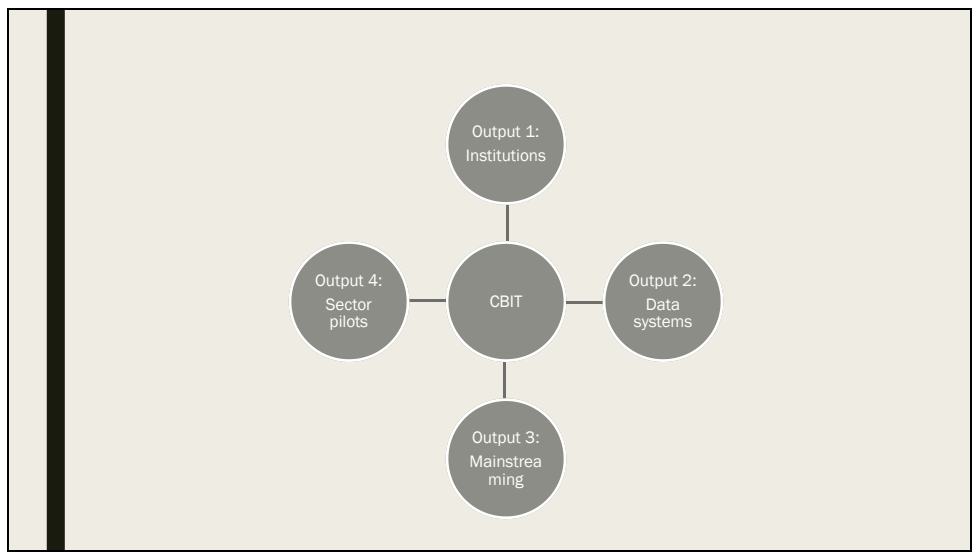 Output 1:
Institutions
Output 4:
Sector
pilots
CBIT
Output 2:
Data
systems
Output 3:
Mainstrea
ming